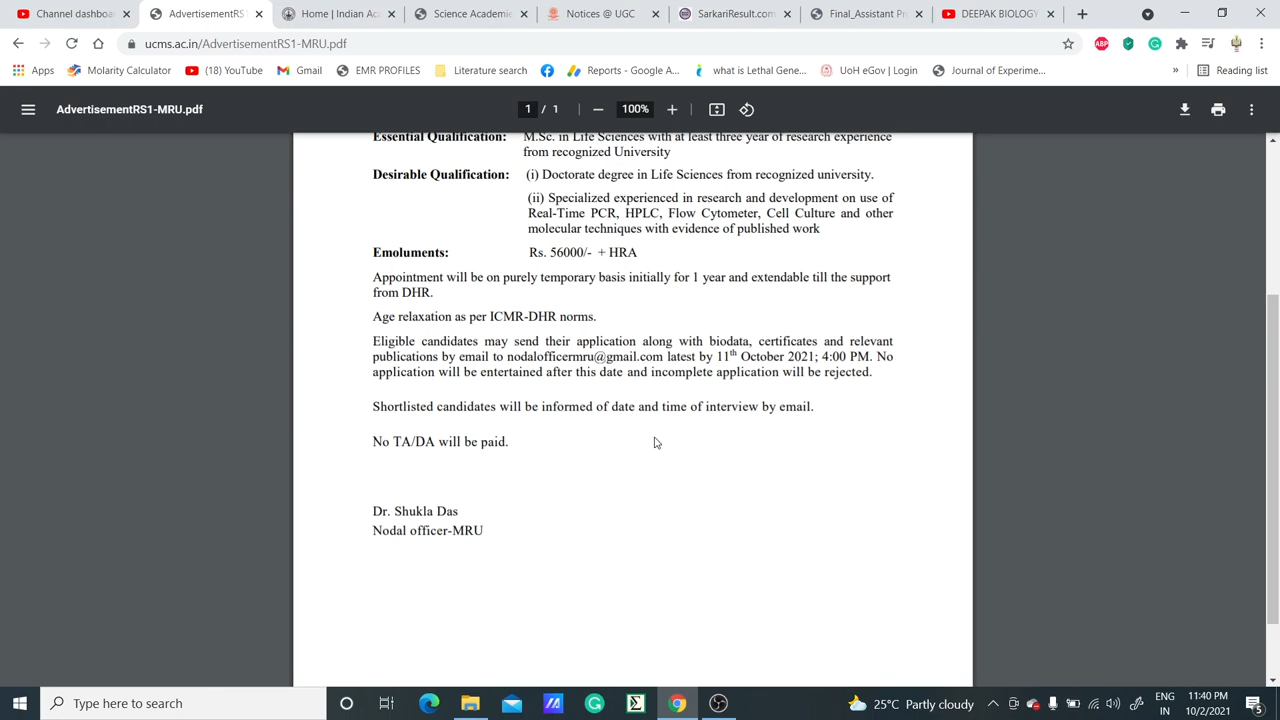 Channel dashboard
AdvertisementRS1
Home | Indian Aca
Science Academie
Notices @ UGC
SarkariResult.com
Final_Assistant Pr
DEEPAK BIOLOGY
ucms.ac.in/AdvertisementRS1-MRU.pdf
ABP
Apps
Molarity Calculator
(18) YouTube
Gmail
EMR PROFILES
Literature search
Reports - Google A...
what is Lethal Gene...
UoH eGov | Login
Journal of Experime...
»
Reading list
AdvertisementRS1-MRU.pdf
1 / 1
100%
Essential Qualification: M.Sc. in Life Sciences with at least three year of research experience
from recognized University
Desirable Qualification: (i) Doctorate degree in Life Sciences from recognized university.
(ii) Specialized experienced in research and development on use of
Real-Time PCR, HPLC, Flow Cytometer, Cell Culture and other
molecular techniques with evidence of published work
Emoluments: Rs. 56000/- + HRA
Appointment will be on purely temporary basis initially for 1 year and extendable till the support
from DHR.
Age relaxation as per ICMR-DHR norms.
Eligible candidates may send their application along with biodata, certificates and relevant
publications by email to nodalofficermru@gmail.com latest by 11th October 2021; 4:00 PM. No
application will be entertained after this date and incomplete application will be rejected.
Shortlisted candidates will be informed of date and time of interview by email.
No TA/DA will be paid.
Dr. Shukla Das
Nodal officer-MRU
Type here to search
25°C Partly cloudy
ENG
IN
11:40 PM
10/2/2021
5